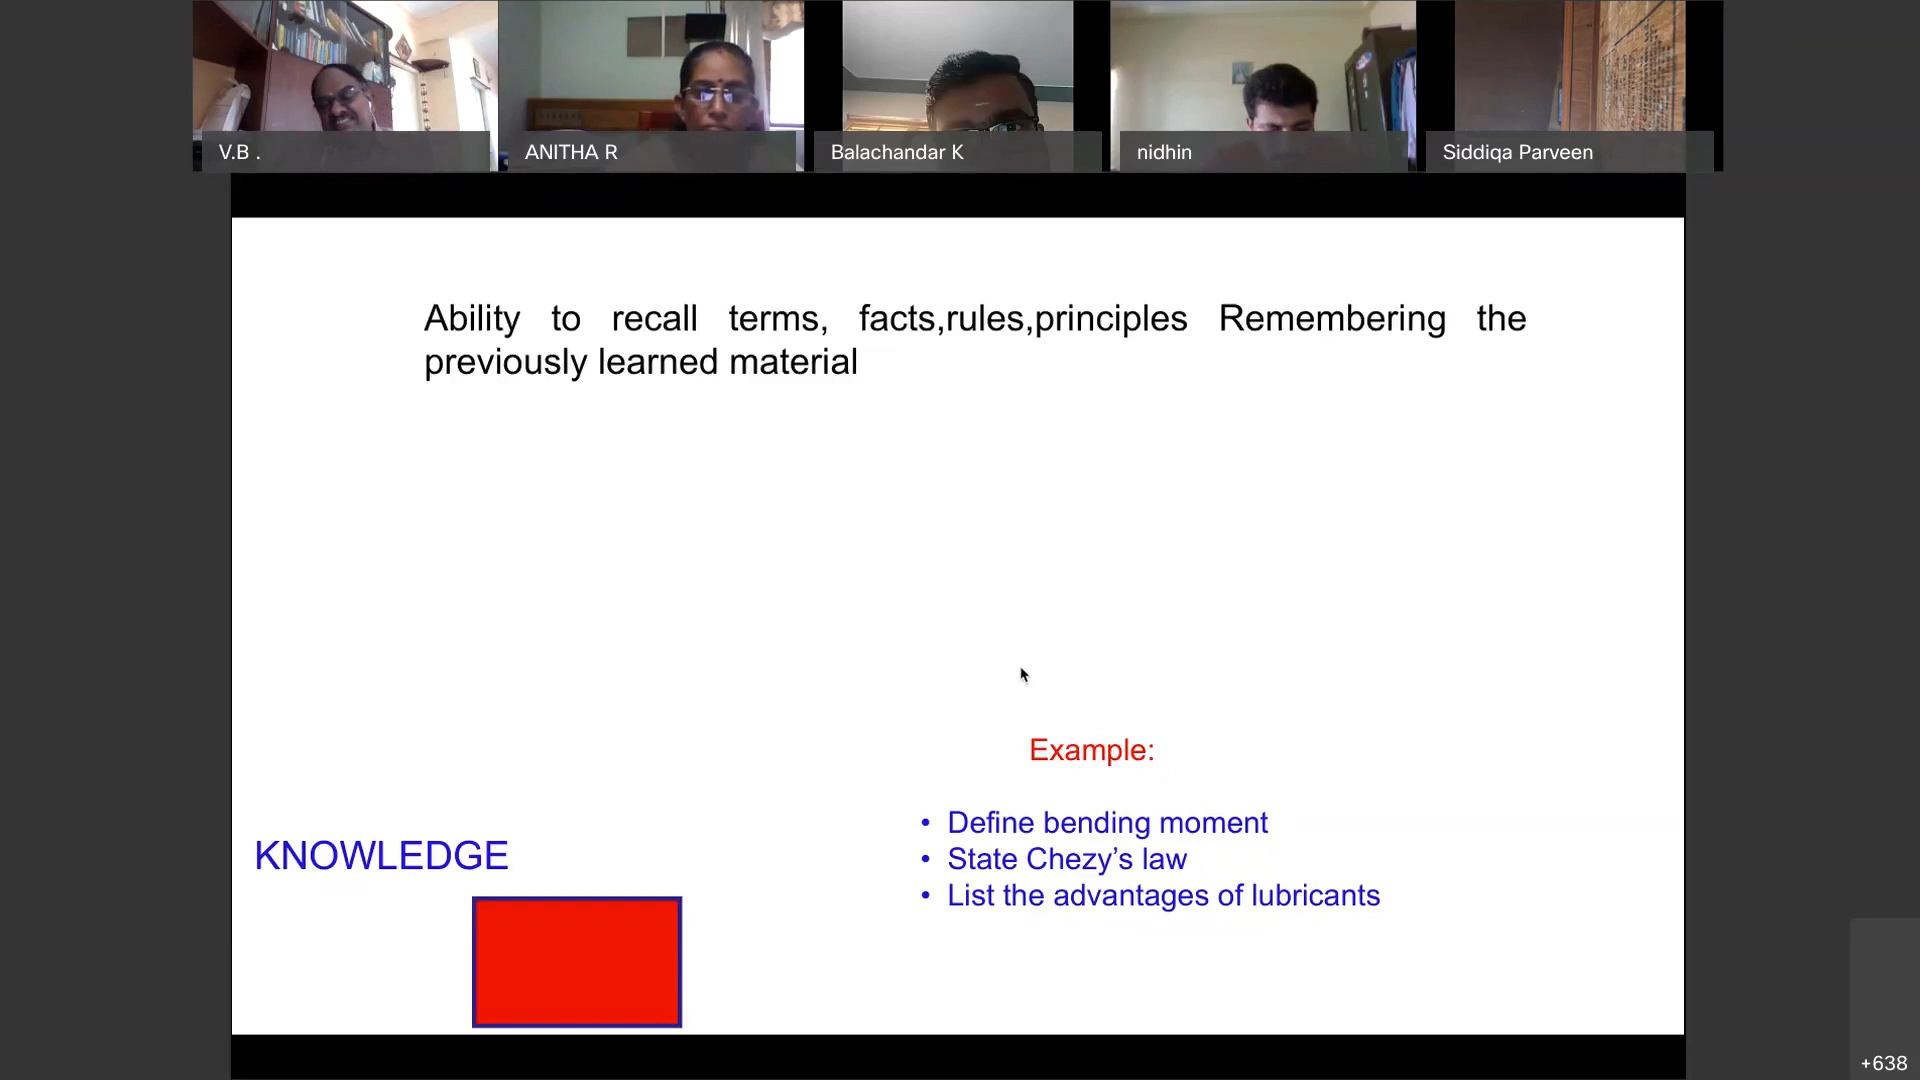 V.B .
ANITHA R
Balachandar K
nidhin
Siddiqa Parveen
Ability to recall terms, facts,rules,principles Remembering the
previously learned material
Example:
• Define bending moment
• State Chezy’s law
• List the advantages of lubricants
KNOWLEDGE
+638